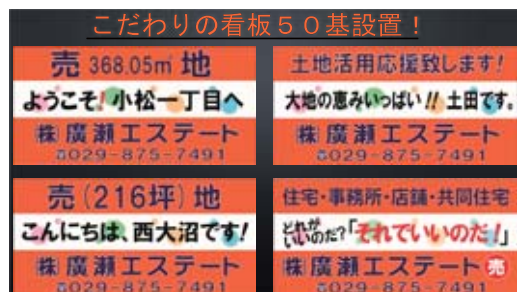 こだわりの看板５０基設置！
売 368.05㎡ 地
ようこそ！小松一丁目へ
㈱ 廣瀬エステート
☎029-875-7491
土地活用応援致します！
大地の恵みいっぱい!! 土田です。
㈱ 廣瀬エステート
☎029-875-7491
売(216坪)地
こんにちは、西大沼です！
㈱ 廣瀬エステート
☎029-875-7491
住宅・事務所・店舗・共同住宅
どれがいいのだ？「それでいいのだ！」
㈱ 廣瀬エステート 売
☎029-875-7491